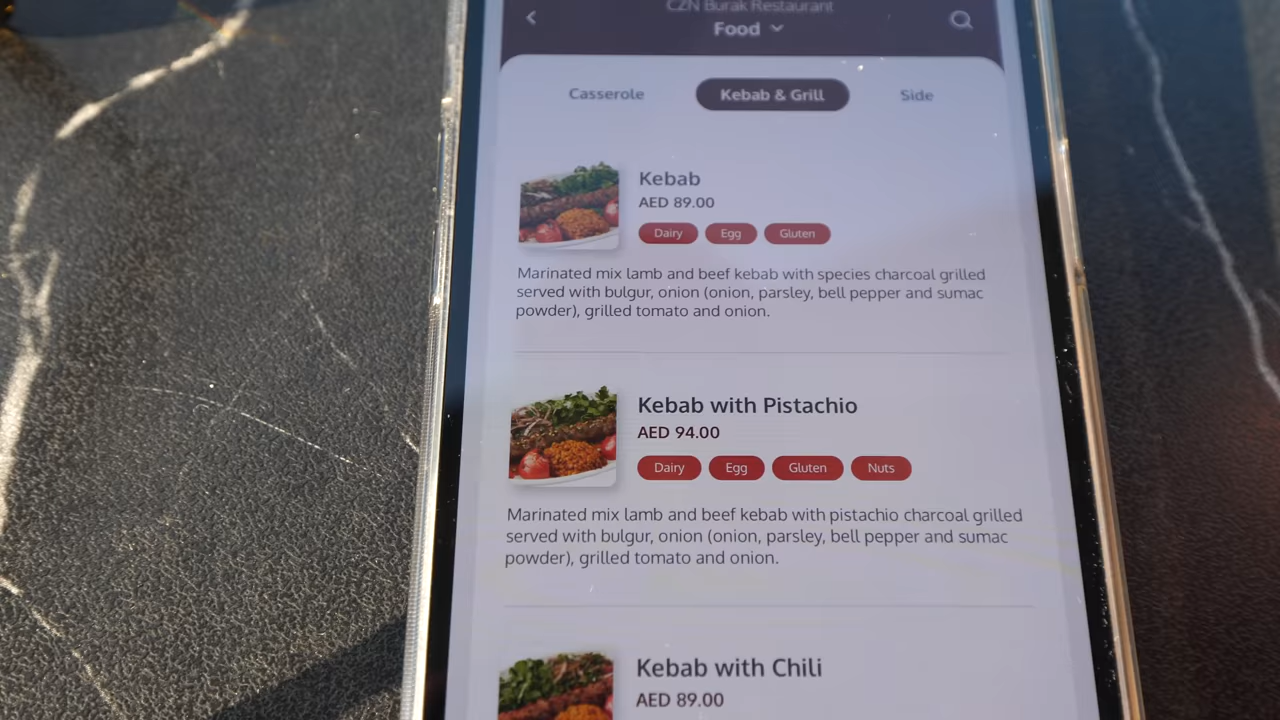 CZN Burak Restaurant
Food
Casserole
Kebab & Grill
Side
Kebab
AED 89.00
Dairy
Egg
Gluten
Marinated mix lamb and beef kebab with species charcoal grilled
served with bulgur, onion (onion, parsley, bell pepper and sumac
powder), grilled tomato and onion.
Kebab with Pistachio
AED 94.00
Dairy
Egg
Gluten
Nuts
Marinated mix lamb and beef kebab with pistachio charcoal grilled
served with bulgur, onion (onion, parsley, bell pepper and sumac
powder), grilled tomato and onion.
Kebab with Chili
AED 89.00